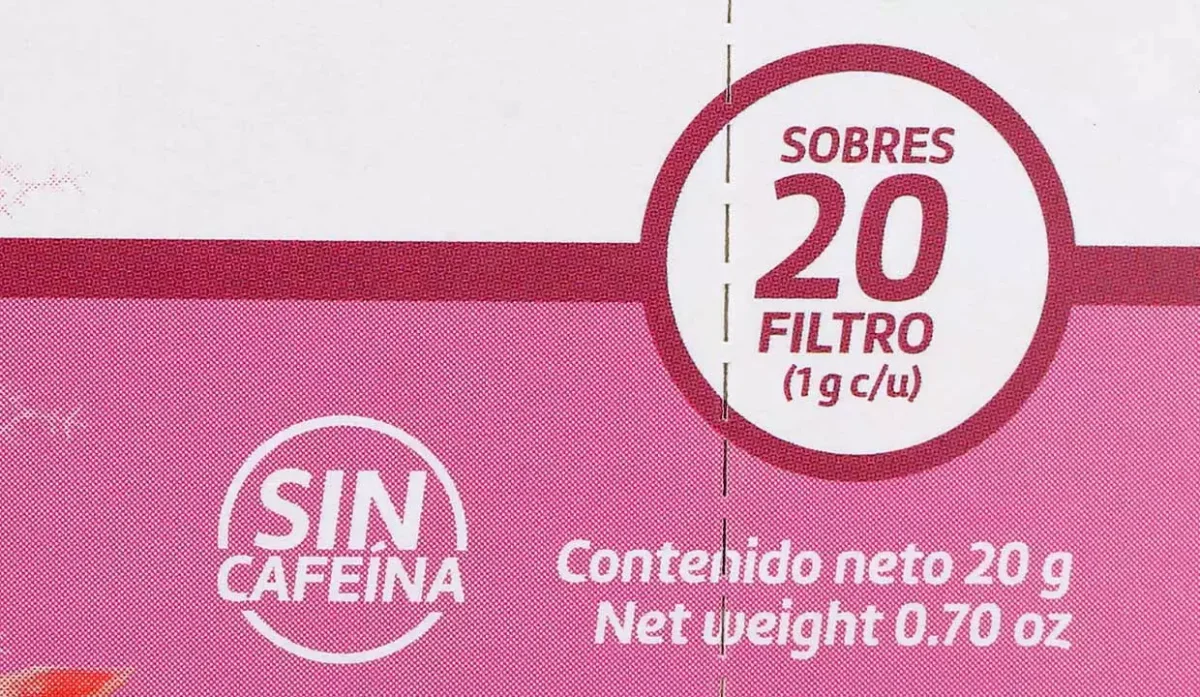 SOBRES
20
FILTRO
(1 g c/u)
SIN
CAFEÍNA
Contenido neto 20 g
Net weight 0.70 oz